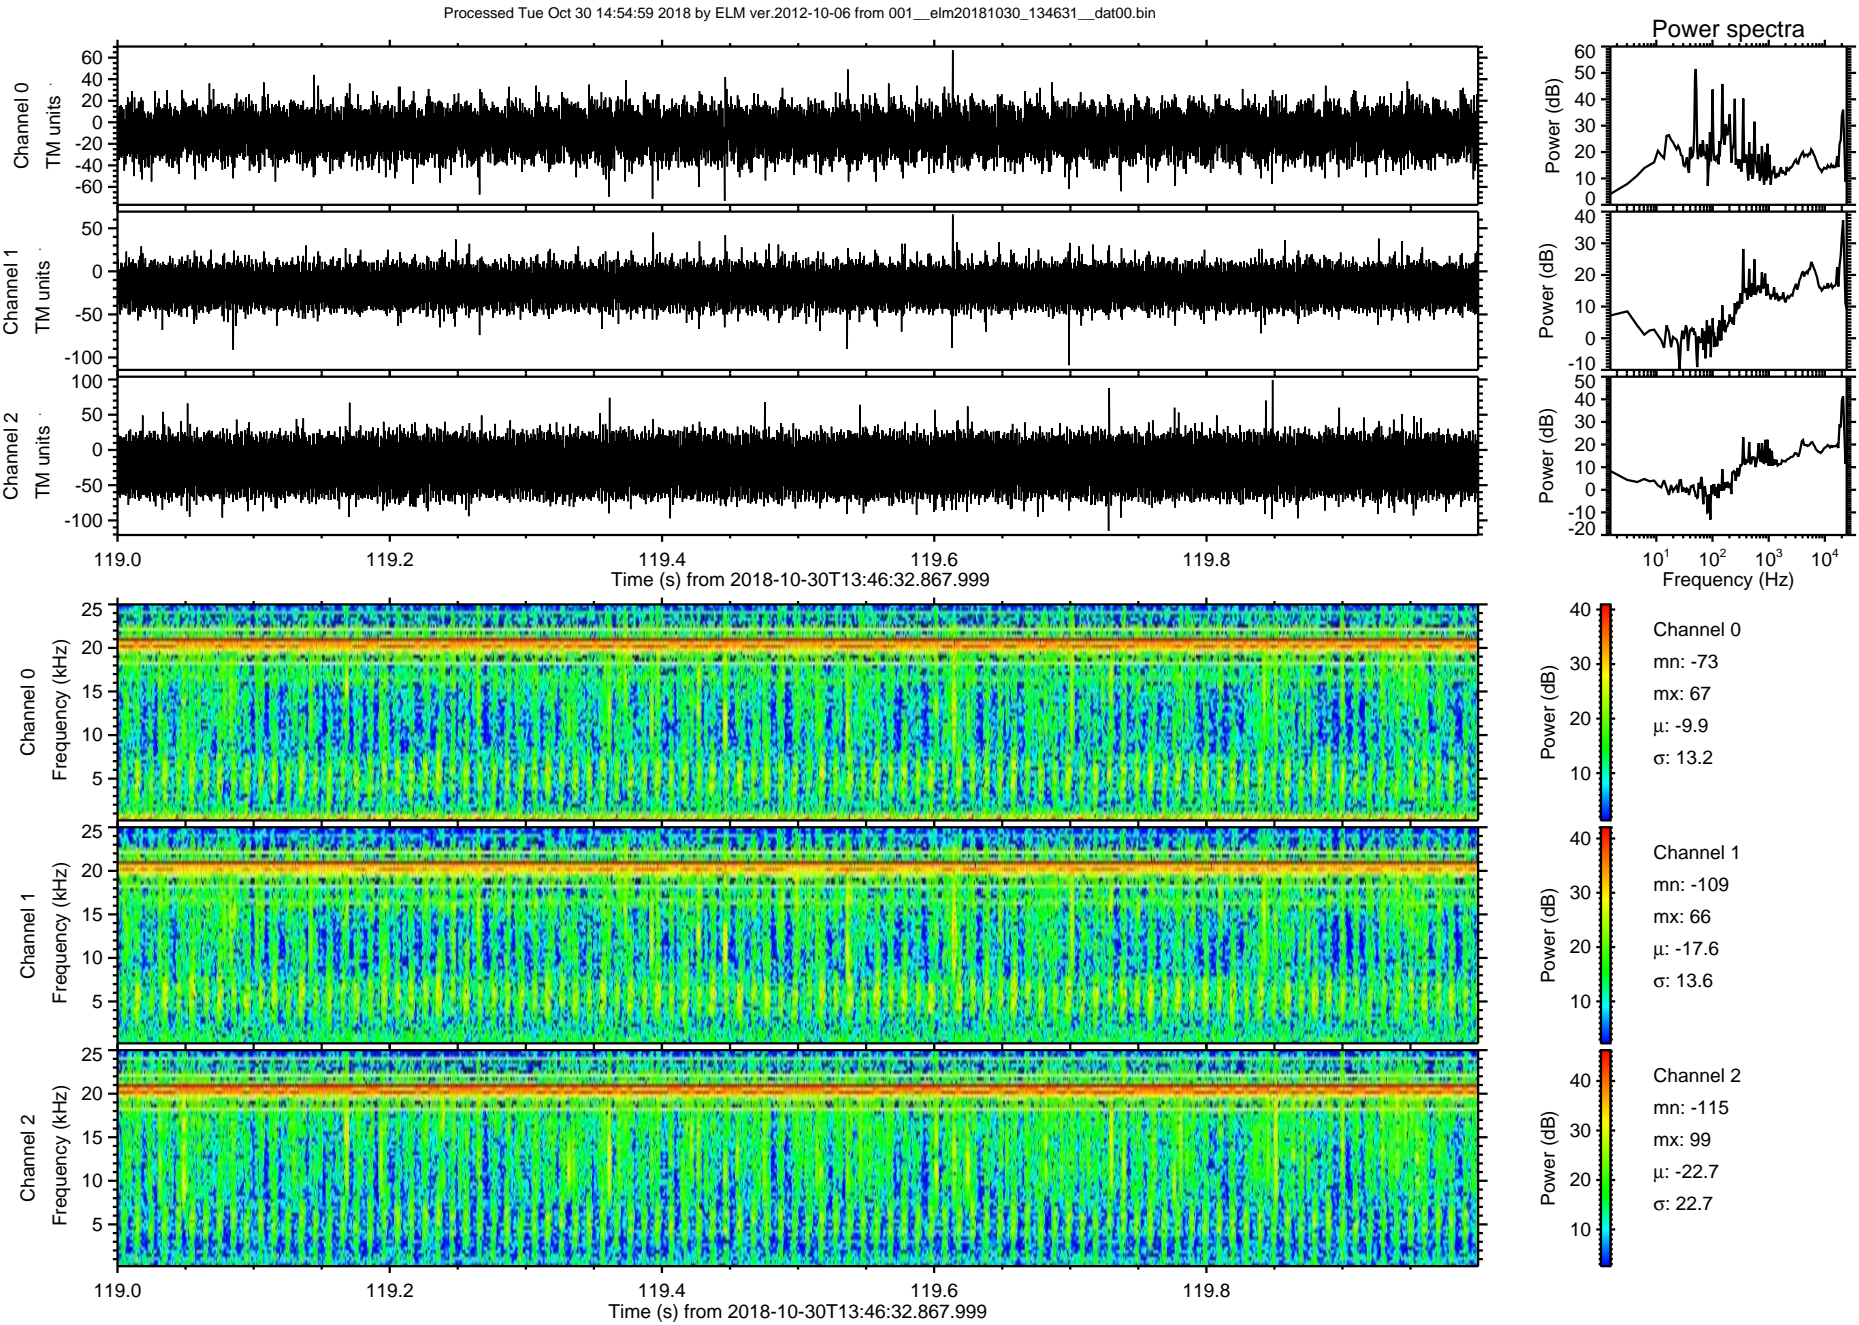 Processed Tue Oct 30 14:54:59 2018 by ELM ver.2012-10-06 from 001__elm20181030_134631__dat00.bin
Power spectra
Channel 0
TM units
60
40
20
0
-20
-40
-60
Power (dB)
60
50
40
30
20
10
0
Channel 1
TM units
50
0
-50
-100
Power (dB)
40
30
20
10
0
-10
Channel 2
TM units
100
50
0
-50
-100
Power (dB)
50
40
30
20
10
0
-10
-20
119.0 119.2 119.4 119.6 119.8
Time (s) from 2018-10-30T13:46:32.867.999
10¹ 10² 10³ 10⁴
Frequency (Hz)
Channel 0
Frequency (kHz)
25
20
15
10
5
Power (dB)
40
30
20
10
Channel 0
mn: -73
mx: 67
μ: -9.9
σ: 13.2
Channel 1
Frequency (kHz)
25
20
15
10
5
Power (dB)
40
30
20
10
Channel 1
mn: -109
mx: 66
μ: -17.6
σ: 13.6
Channel 2
Frequency (kHz)
25
20
15
10
5
Power (dB)
40
30
20
10
Channel 2
mn: -115
mx: 99
μ: -22.7
σ: 22.7
119.0 119.2 119.4 119.6 119.8
Time (s) from 2018-10-30T13:46:32.867.999